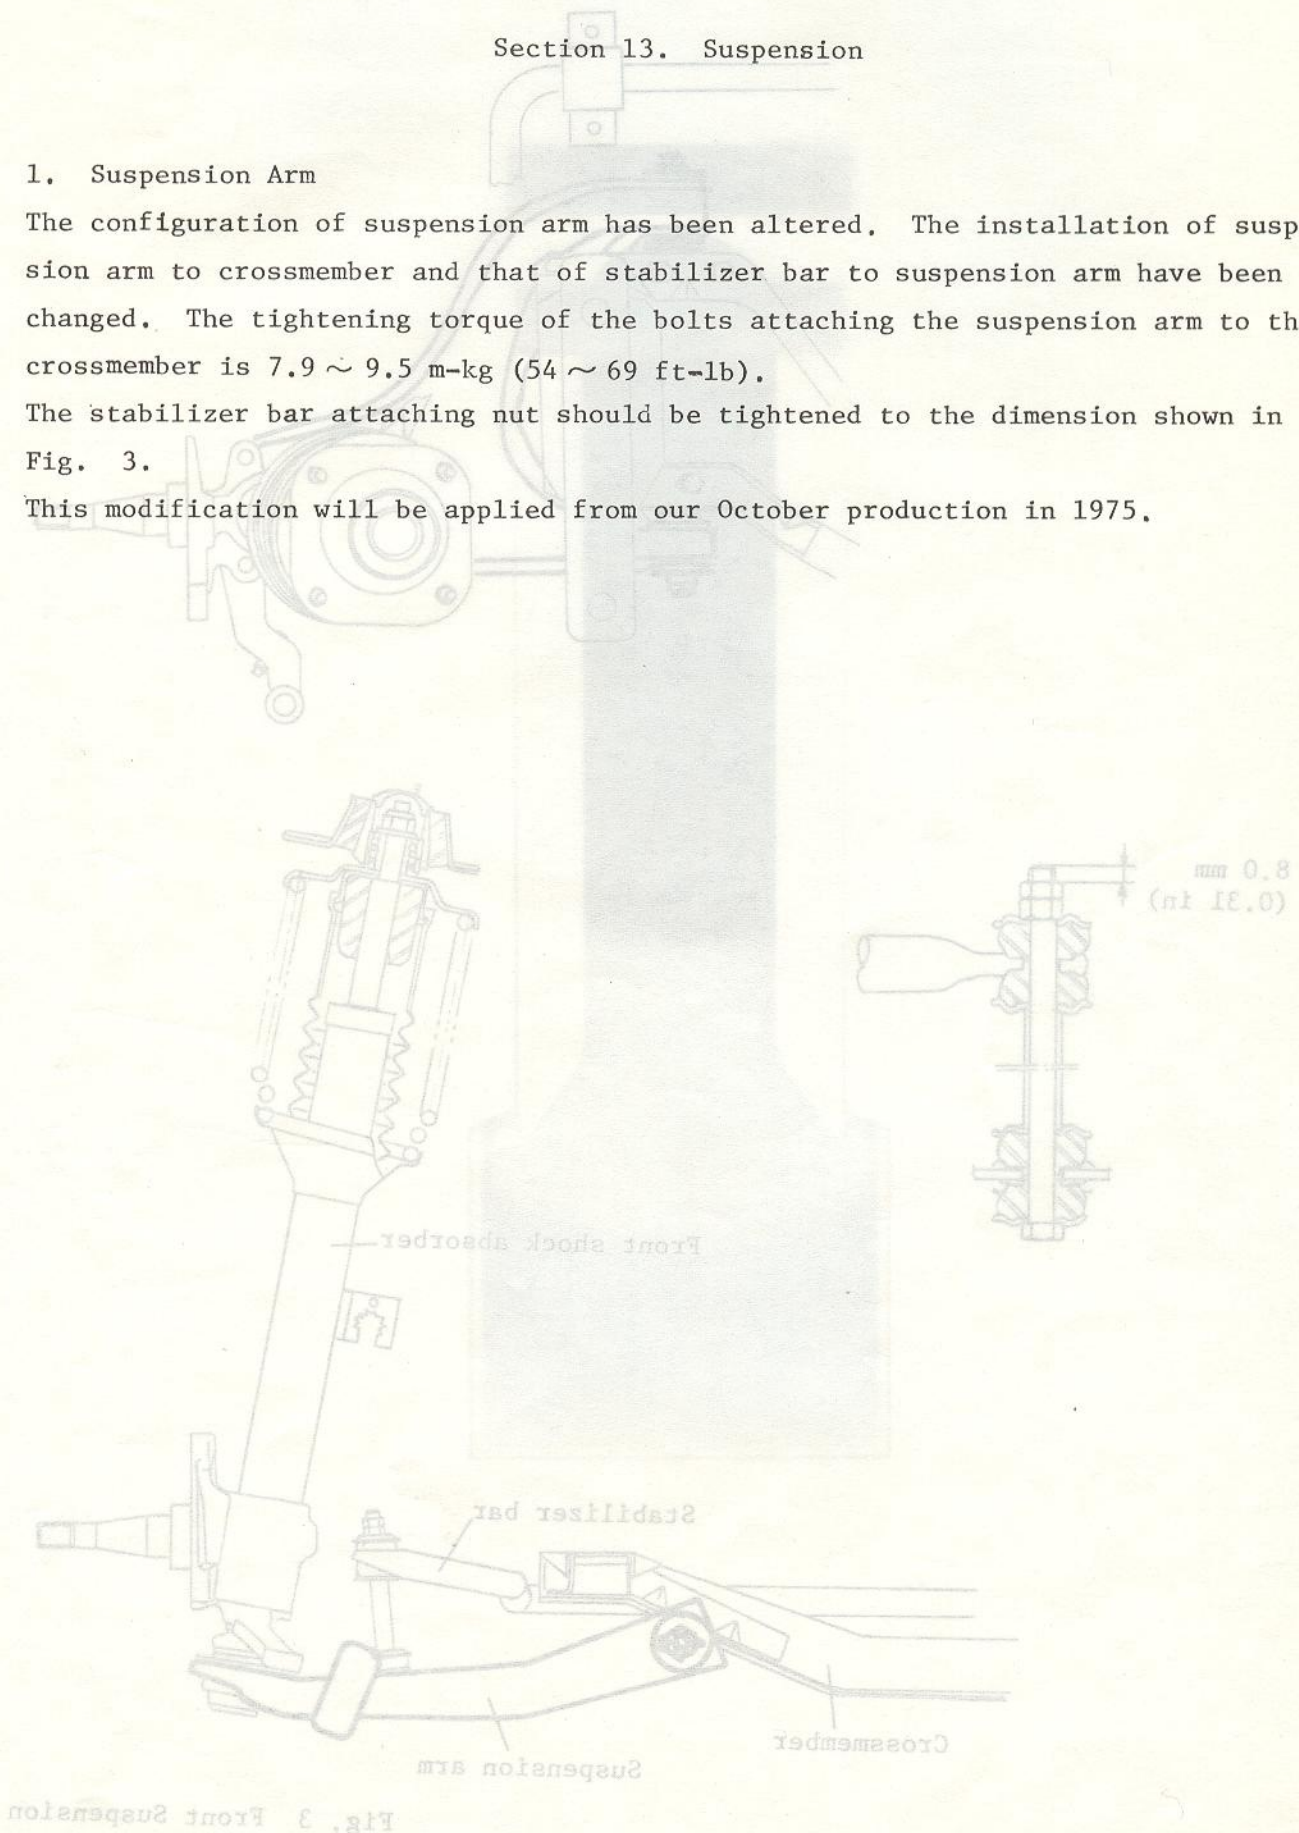 Section 13. Suspension
1. Suspension Arm
The configuration of suspension arm has been altered. The installation of susp
sion arm to crossmember and that of stabilizer bar to suspension arm have been
changed. The tightening torque of the bolts attaching the suspension arm to th
crossmember is 7.9 ~ 9.5 m-kg (54 ~ 69 ft-lb).
The stabilizer bar attaching nut should be tightened to the dimension shown in
Fig. 3.
This modification will be applied from our October production in 1975.
8.0 mm
(0.31 in)
Front shock absorber
Stabilizer bar
Crossmember
Suspension arm
Fig. 3 Front Suspension